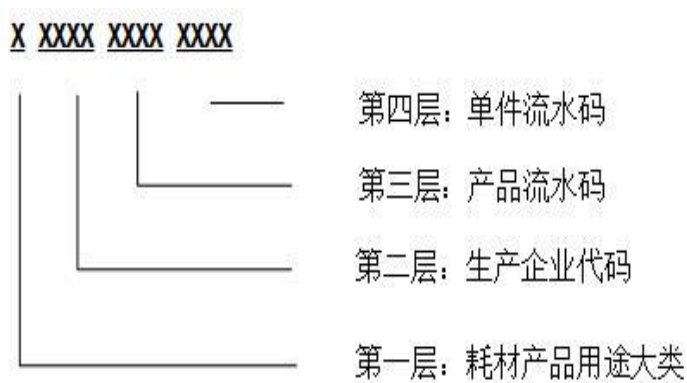 X XXXX XXXX XXXX
第四层：单件流水码
第三层：产品流水码
第二层：生产企业代码
第一层：耗材产品用途大类